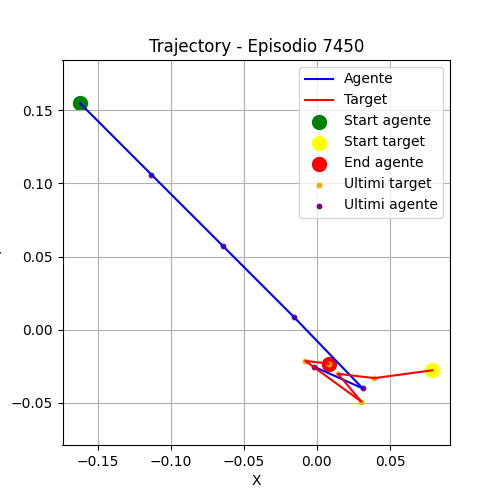 Trajectory - Episodio 7450
Agente
Target
Start agente
Start target
End agente
Ultimi target
Ultimi agente
0.15
0.10
0.05
0.00
−0.05
−0.15
−0.10
−0.05
0.00
0.05
X